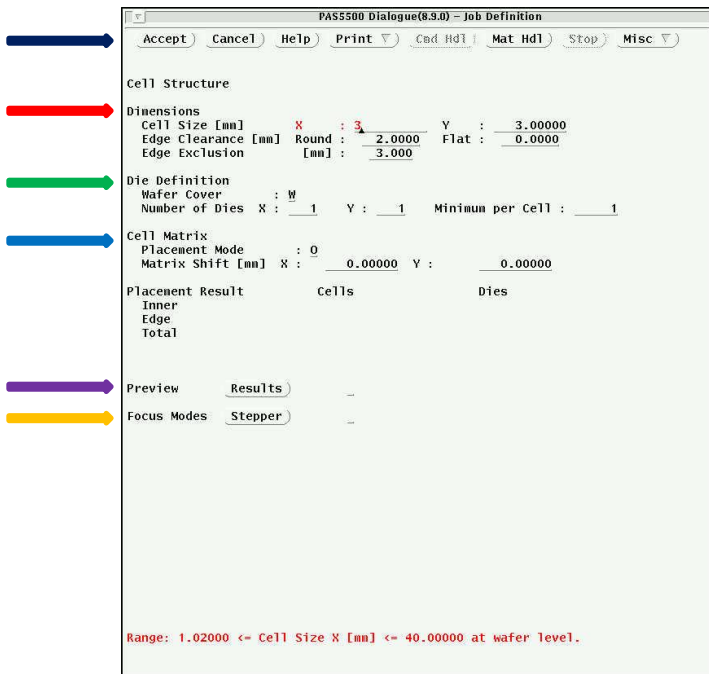 PAS5500 Dialogue(8.9.0) – Job Definition
Accept Cancel Help Print Cmd Hdl Mat Hdl Stop Misc
Cell Structure
Dimensions
Cell Size [mm] X : 3 Y : 3.00000
Edge Clearance [mm] Round : 2.0000 Flat : 0.0000
Edge Exclusion [mm] : 3.000
Die Definition
Wafer Cover : W
Number of Dies X : 1 Y : 1 Minimum per Cell : 1
Cell Matrix
Placement Mode : O
Matrix Shift [mm] X : 0.00000 Y : 0.00000
Placement Result Cells Dies
Inner
Edge
Total
Preview Results
Focus Modes Stepper
Range: 1.02000 <= Cell Size X [mm] <= 40.00000 at wafer level.